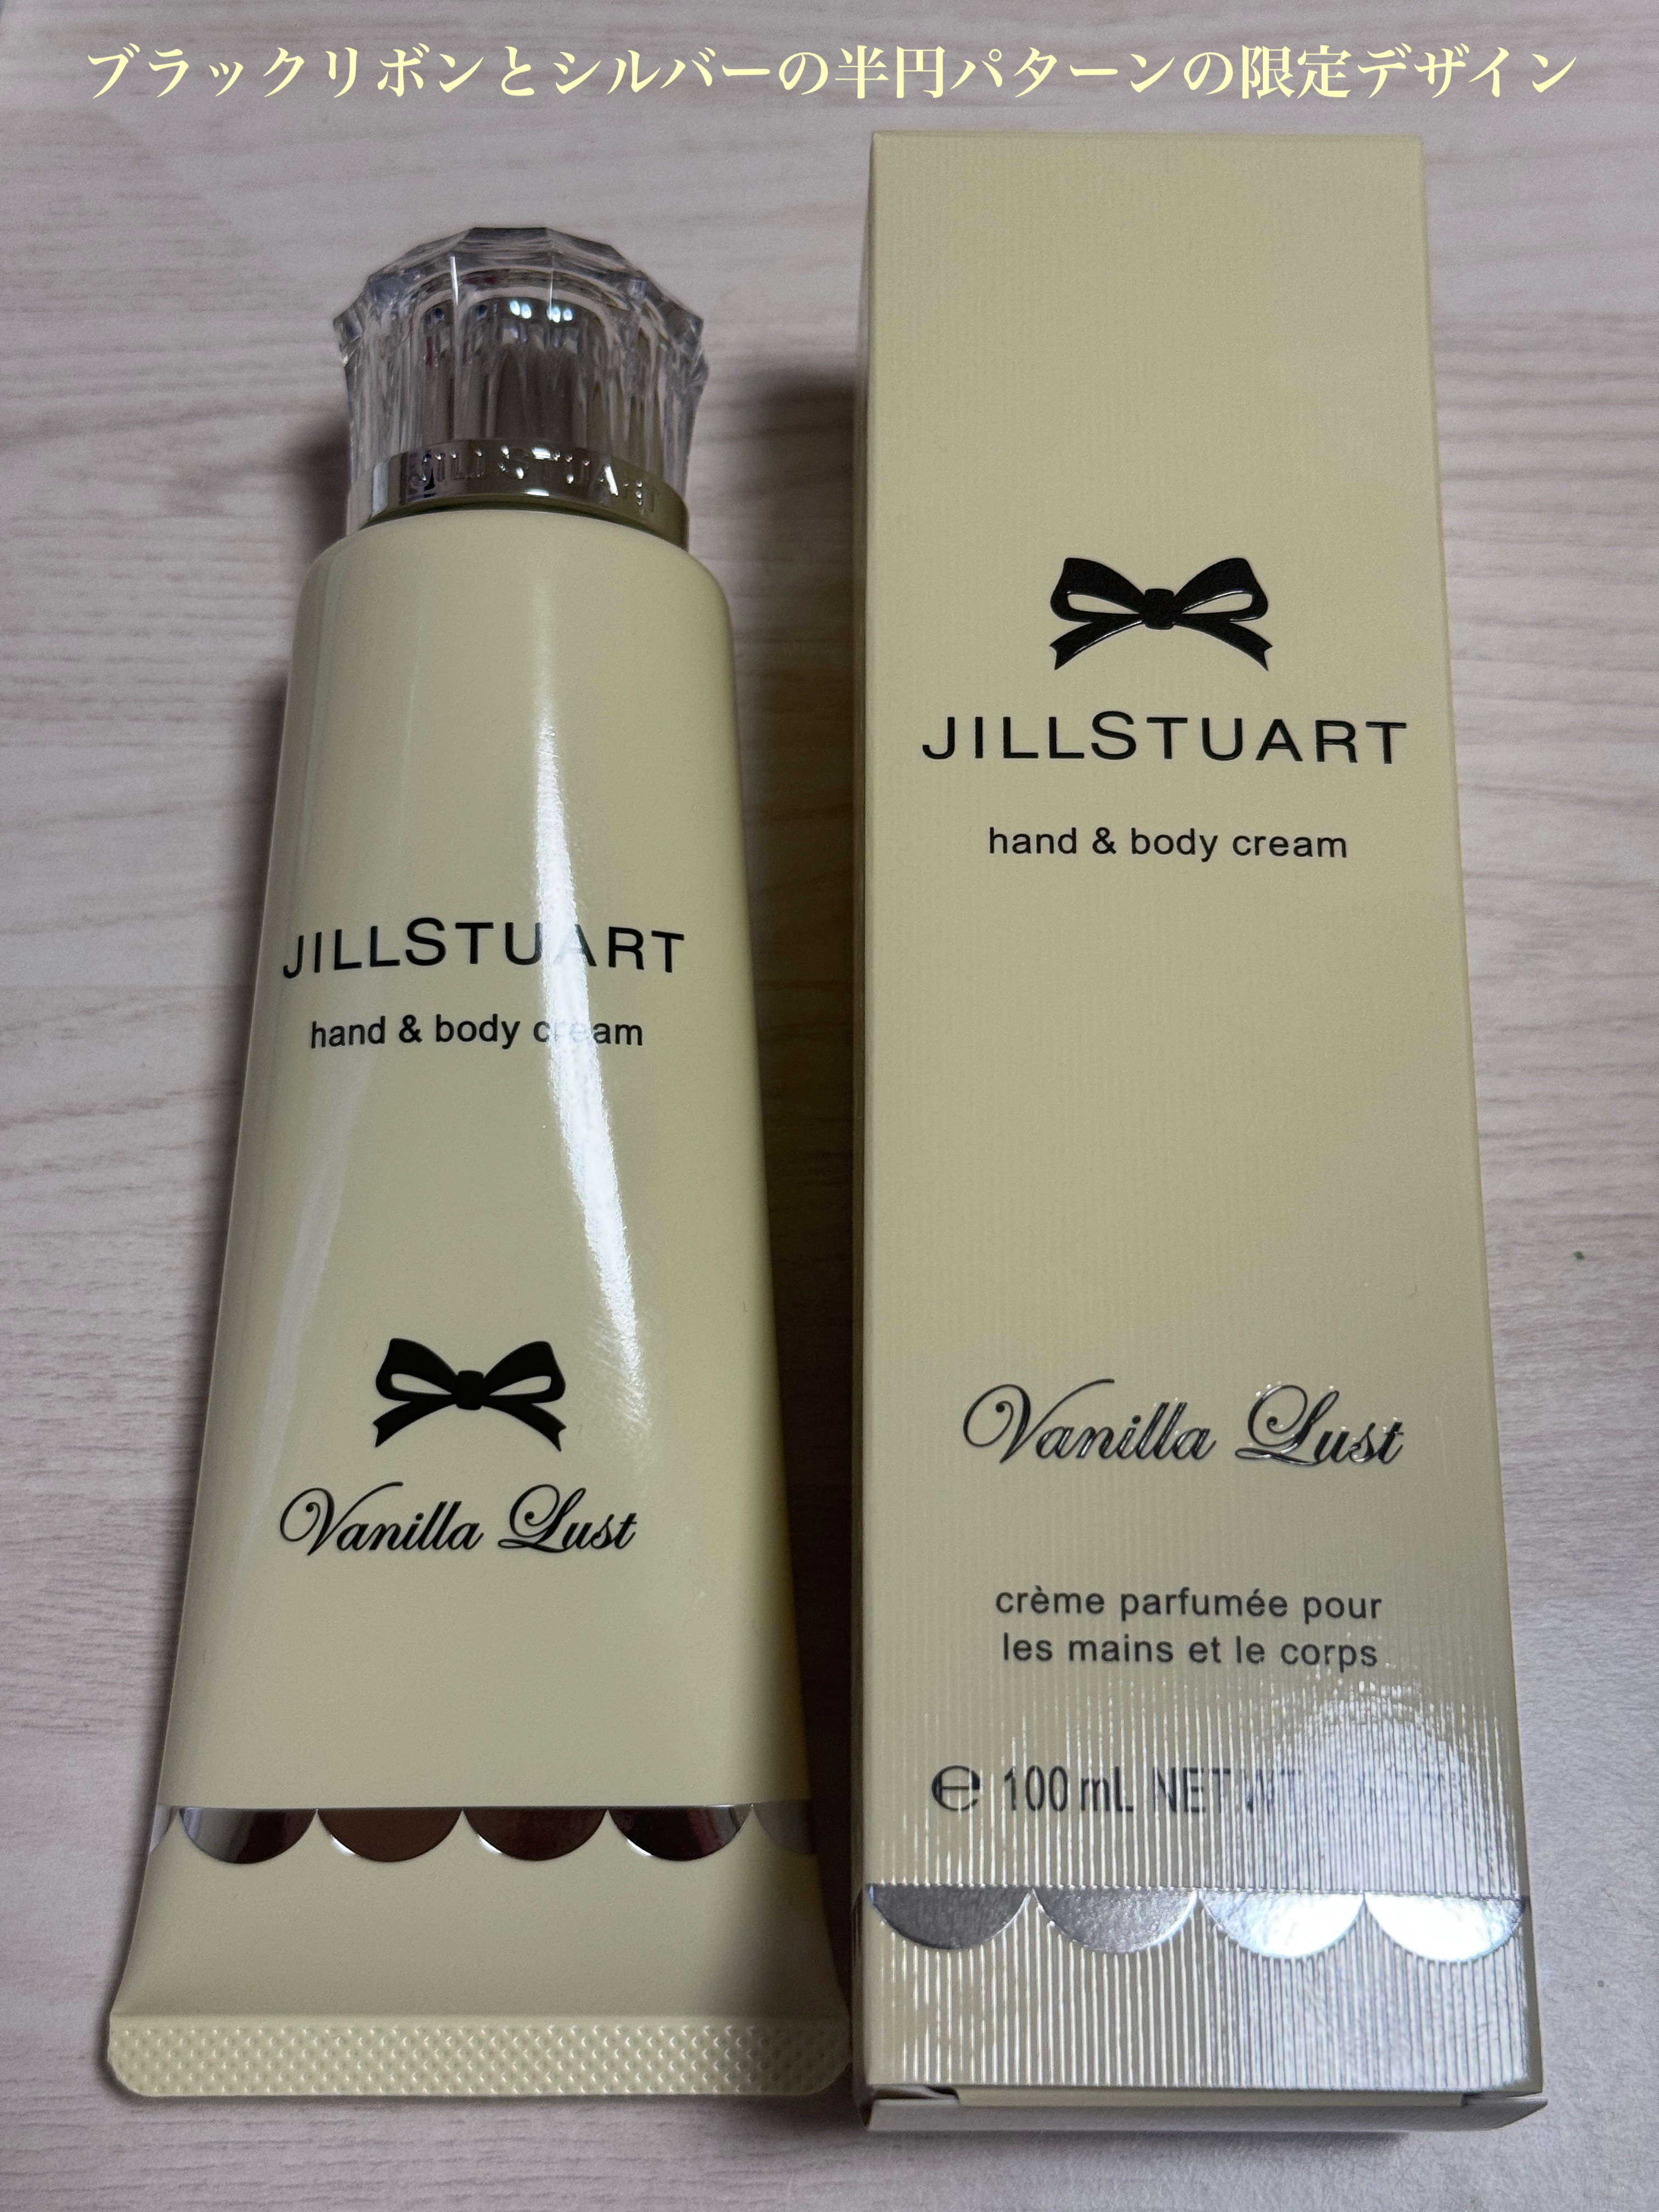 ブラックリボンとシルバーの半円パターンの限定デザイン
JILLSTUART
JILLSTUART
hand & body cream
Vanilla Lust
JILLSTUART
hand & body cream
Vanilla Lust
crème parfumée pour
les mains et le corps
℮ 100 mL NET WT